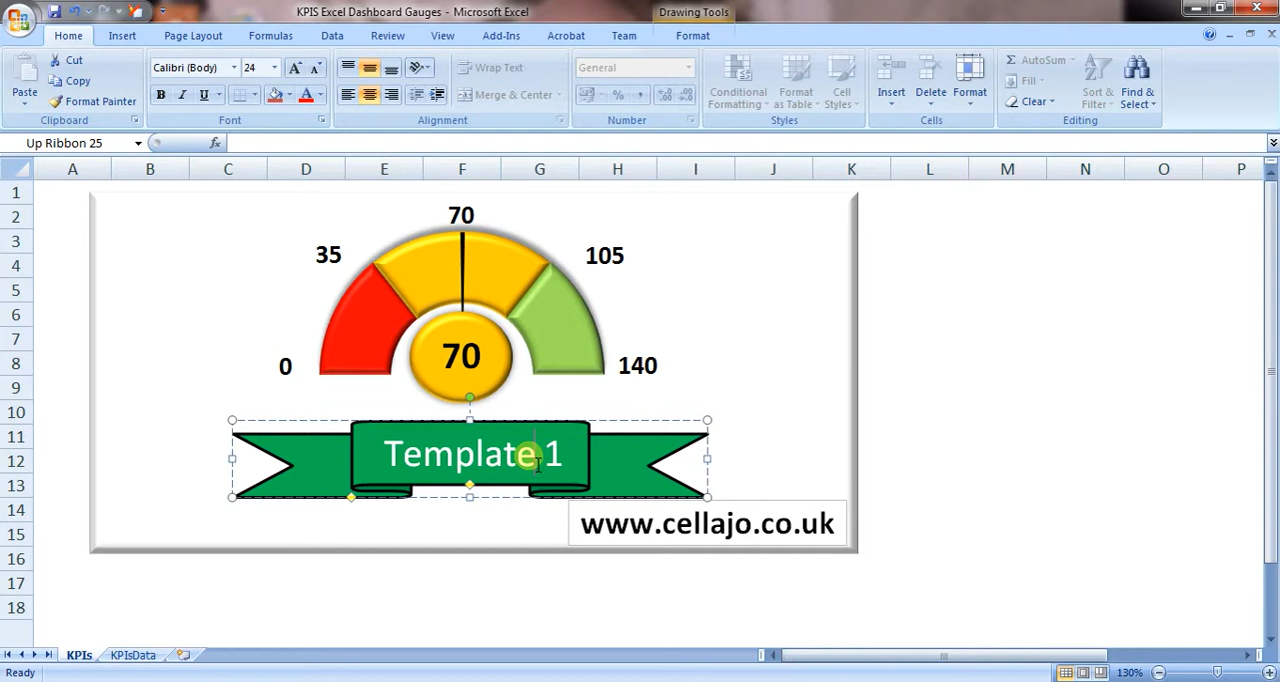 KPIS Excel Dashboard Gauges - Microsoft Excel
Drawing Tools
Home Insert Page Layout Formulas Data Review View Add-Ins Acrobat Team Format
Paste
Cut
Copy
Format Painter
Clipboard
Calibri (Body) 24 A A
B I U A
Font
Wrap Text
Merge & Center
Alignment
General
% ,
Number
Conditional Formatting
Format as Table
Cell Styles
Styles
Insert Delete Format
Cells
Σ AutoSum
Fill
Clear
Sort & Filter
Find & Select
Editing
Up Ribbon 25
fx
A B C D E F G H I J K L M N O P
1
2
3
4
5
6
7
8
9
10
11
12
13
14
15
16
17
18
70
35
105
0
70
140
Template 1
www.cellajo.co.uk
KPIs KPIsData
Ready
130%